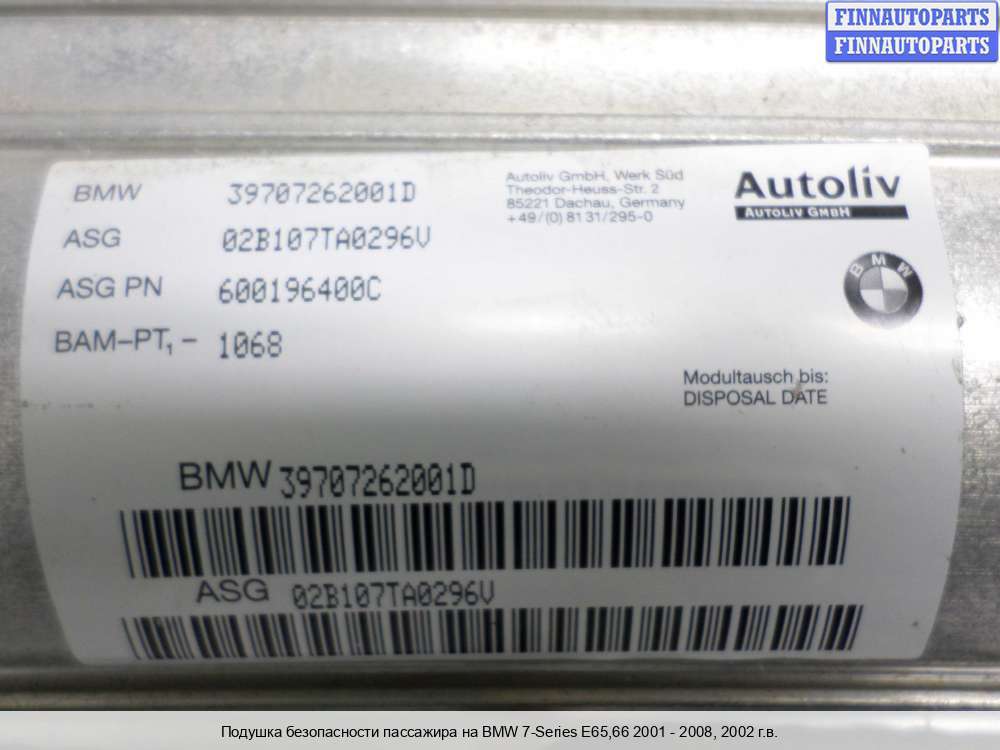 FINNAUTOPARTS
FINNAUTOPARTS
BMW 39707262001D
ASG 02B107TA0296V
ASG PN 600196400C
BAM-PT1- 1068
Autoliv GmbH, Werk Süd
Theodor-Heuss-Str. 2
85221 Dachau, Germany
+49/(0) 81 31/295-0
Autoliv
AUTOLIV GMBH
BMW
Modultausch bis:
DISPOSAL DATE
BMW 39707262001D
ASG 02B107TA0296V
Подушка безопасности пассажира на BMW 7-Series E65,66 2001 - 2008, 2002 г.в.